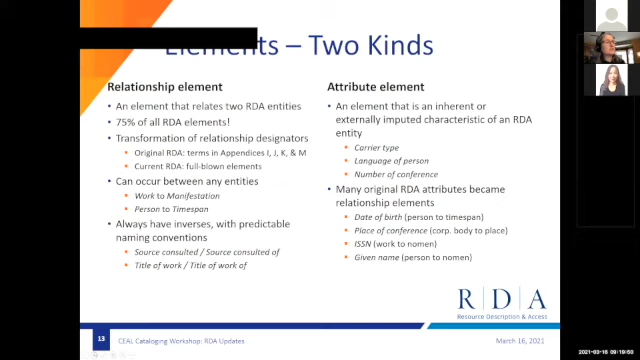 Elements – Two Kinds
Relationship element
• An element that relates two RDA entities
• 75% of all RDA elements!
• Transformation of relationship designators
• Original RDA: terms in Appendices I, J, K, & M
• Current RDA: full-blown elements
• Can occur between any entities
• Work to Manifestation
• Person to Timespan
• Always have inverses, with predictable
naming conventions
• Source consulted / Source consulted of
• Title of work / Title of work of
Attribute element
• An element that is an inherent or
externally imputed characteristic of an RDA
entity
• Carrier type
• Language of person
• Number of conference
• Many original RDA attributes became
relationship elements
• Date of birth (person to timespan)
• Place of conference (corp. body to place)
• ISSN (work to nomen)
• Given name (person to nomen)
R | D | A
Resource Description & Access
13
CEAL Cataloging Workshop: RDA Updates
March 16, 2021
2021-03-16 09:19:50